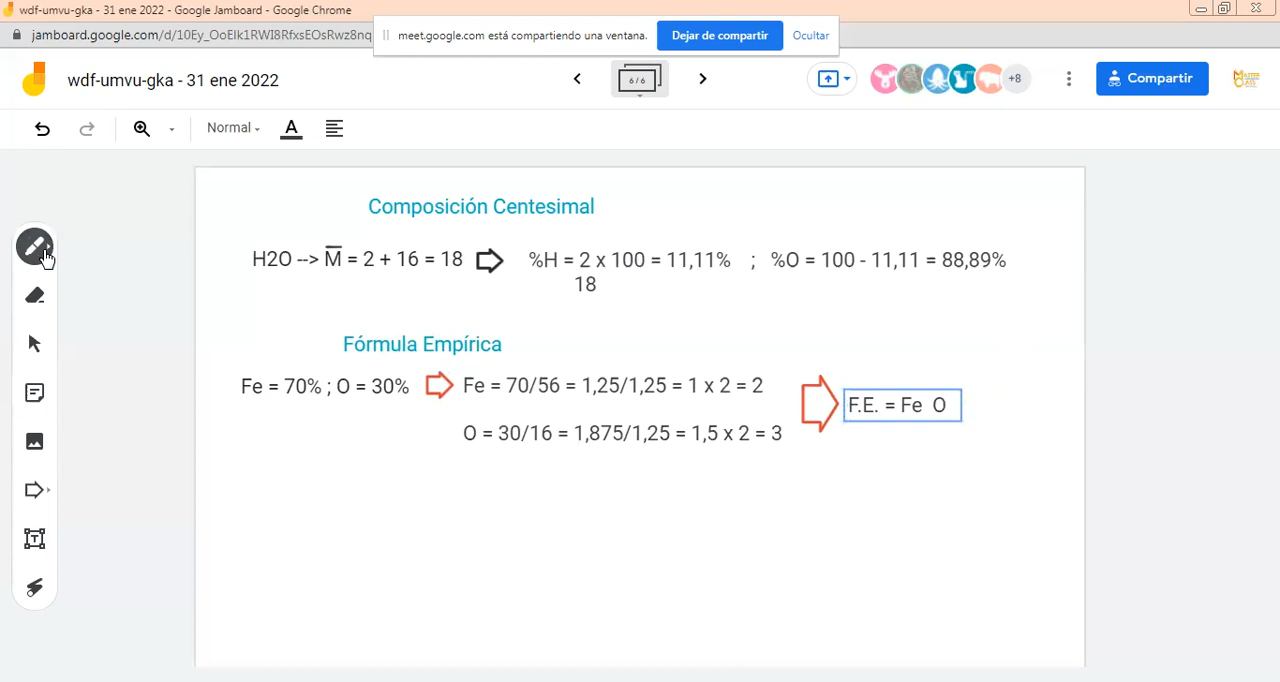 wdf-umvu-gka - 31 ene 2022 - Google Jamboard - Google Chrome
jamboard.google.com/d/10Ey_OoEIk1RWI8RfxsEOsRwz8nq
meet.google.com está compartiendo una ventana. Dejar de compartir Ocultar
wdf-umvu-gka - 31 ene 2022
6/6
+8
Compartir
MASTER CLASS
Normal
A
Composición Centesimal
H2O --> M̅ = 2 + 16 = 18
%H = 2 x 100 = 11,11% ; %O = 100 - 11,11 = 88,89%
18
Fórmula Empírica
Fe = 70% ; O = 30%
Fe = 70/56 = 1,25/1,25 = 1 x 2 = 2
F.E. = Fe O
O = 30/16 = 1,875/1,25 = 1,5 x 2 = 3